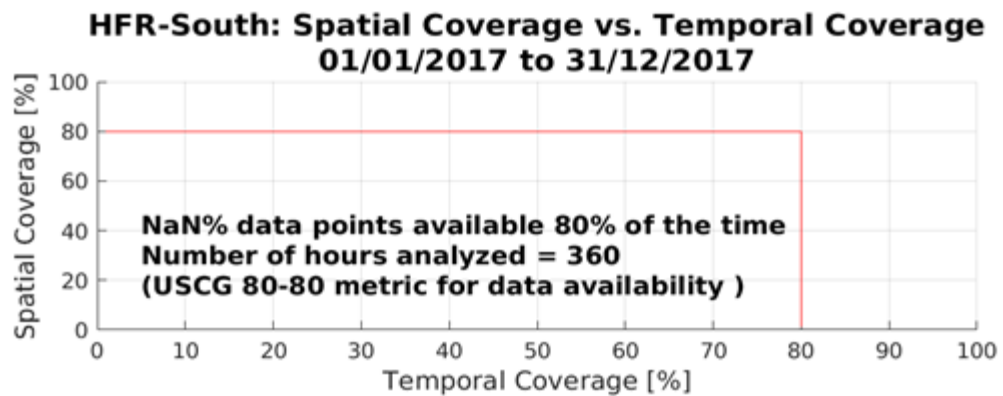 HFR-South: Spatial Coverage vs. Temporal Coverage
01/01/2017 to 31/12/2017
100
80
60
40
20
0
Spatial Coverage [%]
NaN% data points available 80% of the time
Number of hours analyzed = 360
(USCG 80-80 metric for data availability )
0 10 20 30 40 50 60 70 80 90 100
Temporal Coverage [%]